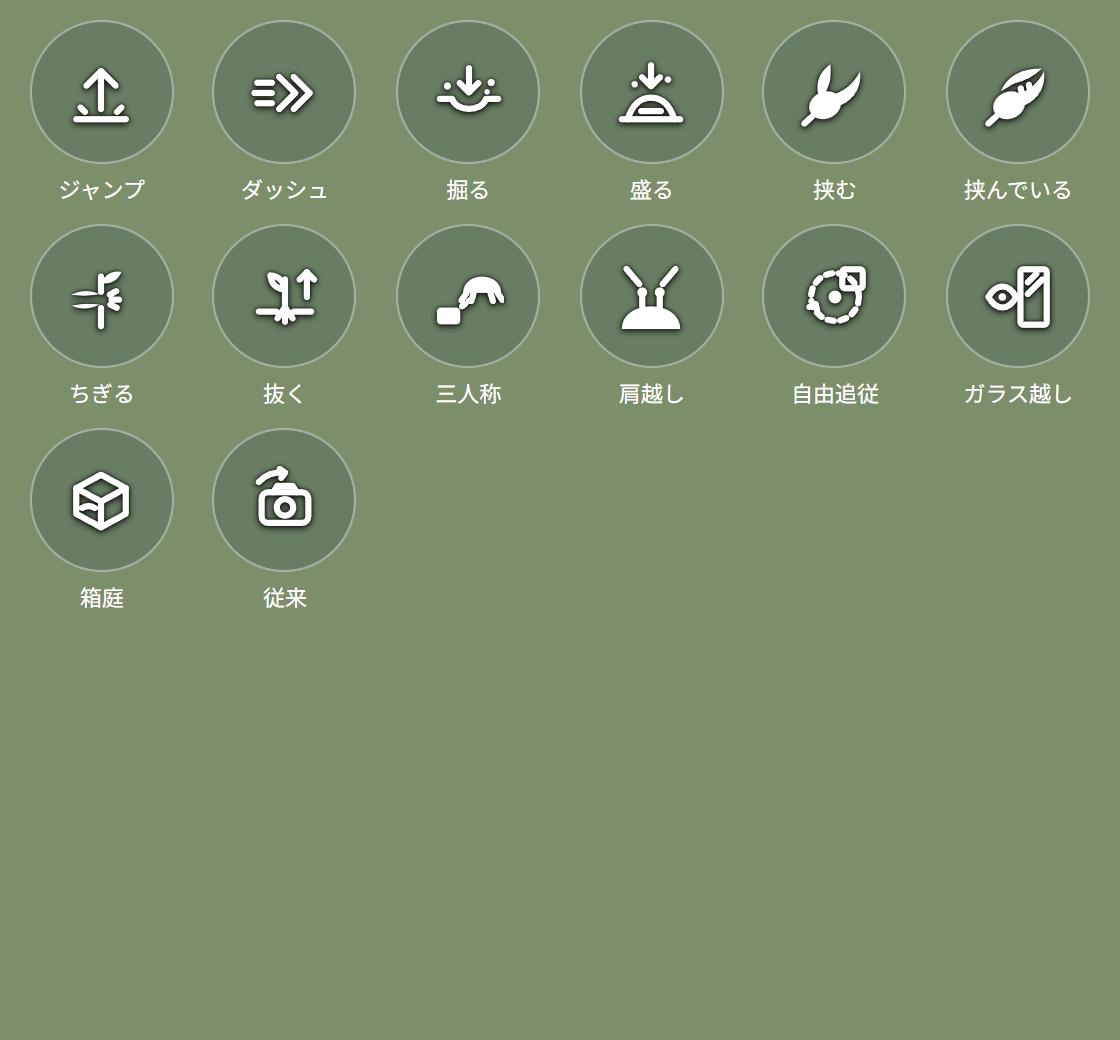 ジャンプ
ダッシュ
掘る
盛る
挟む
挟んでいる
ちぎる
抜く
三人称
肩越し
自由追従
ガラス越し
箱庭
従来